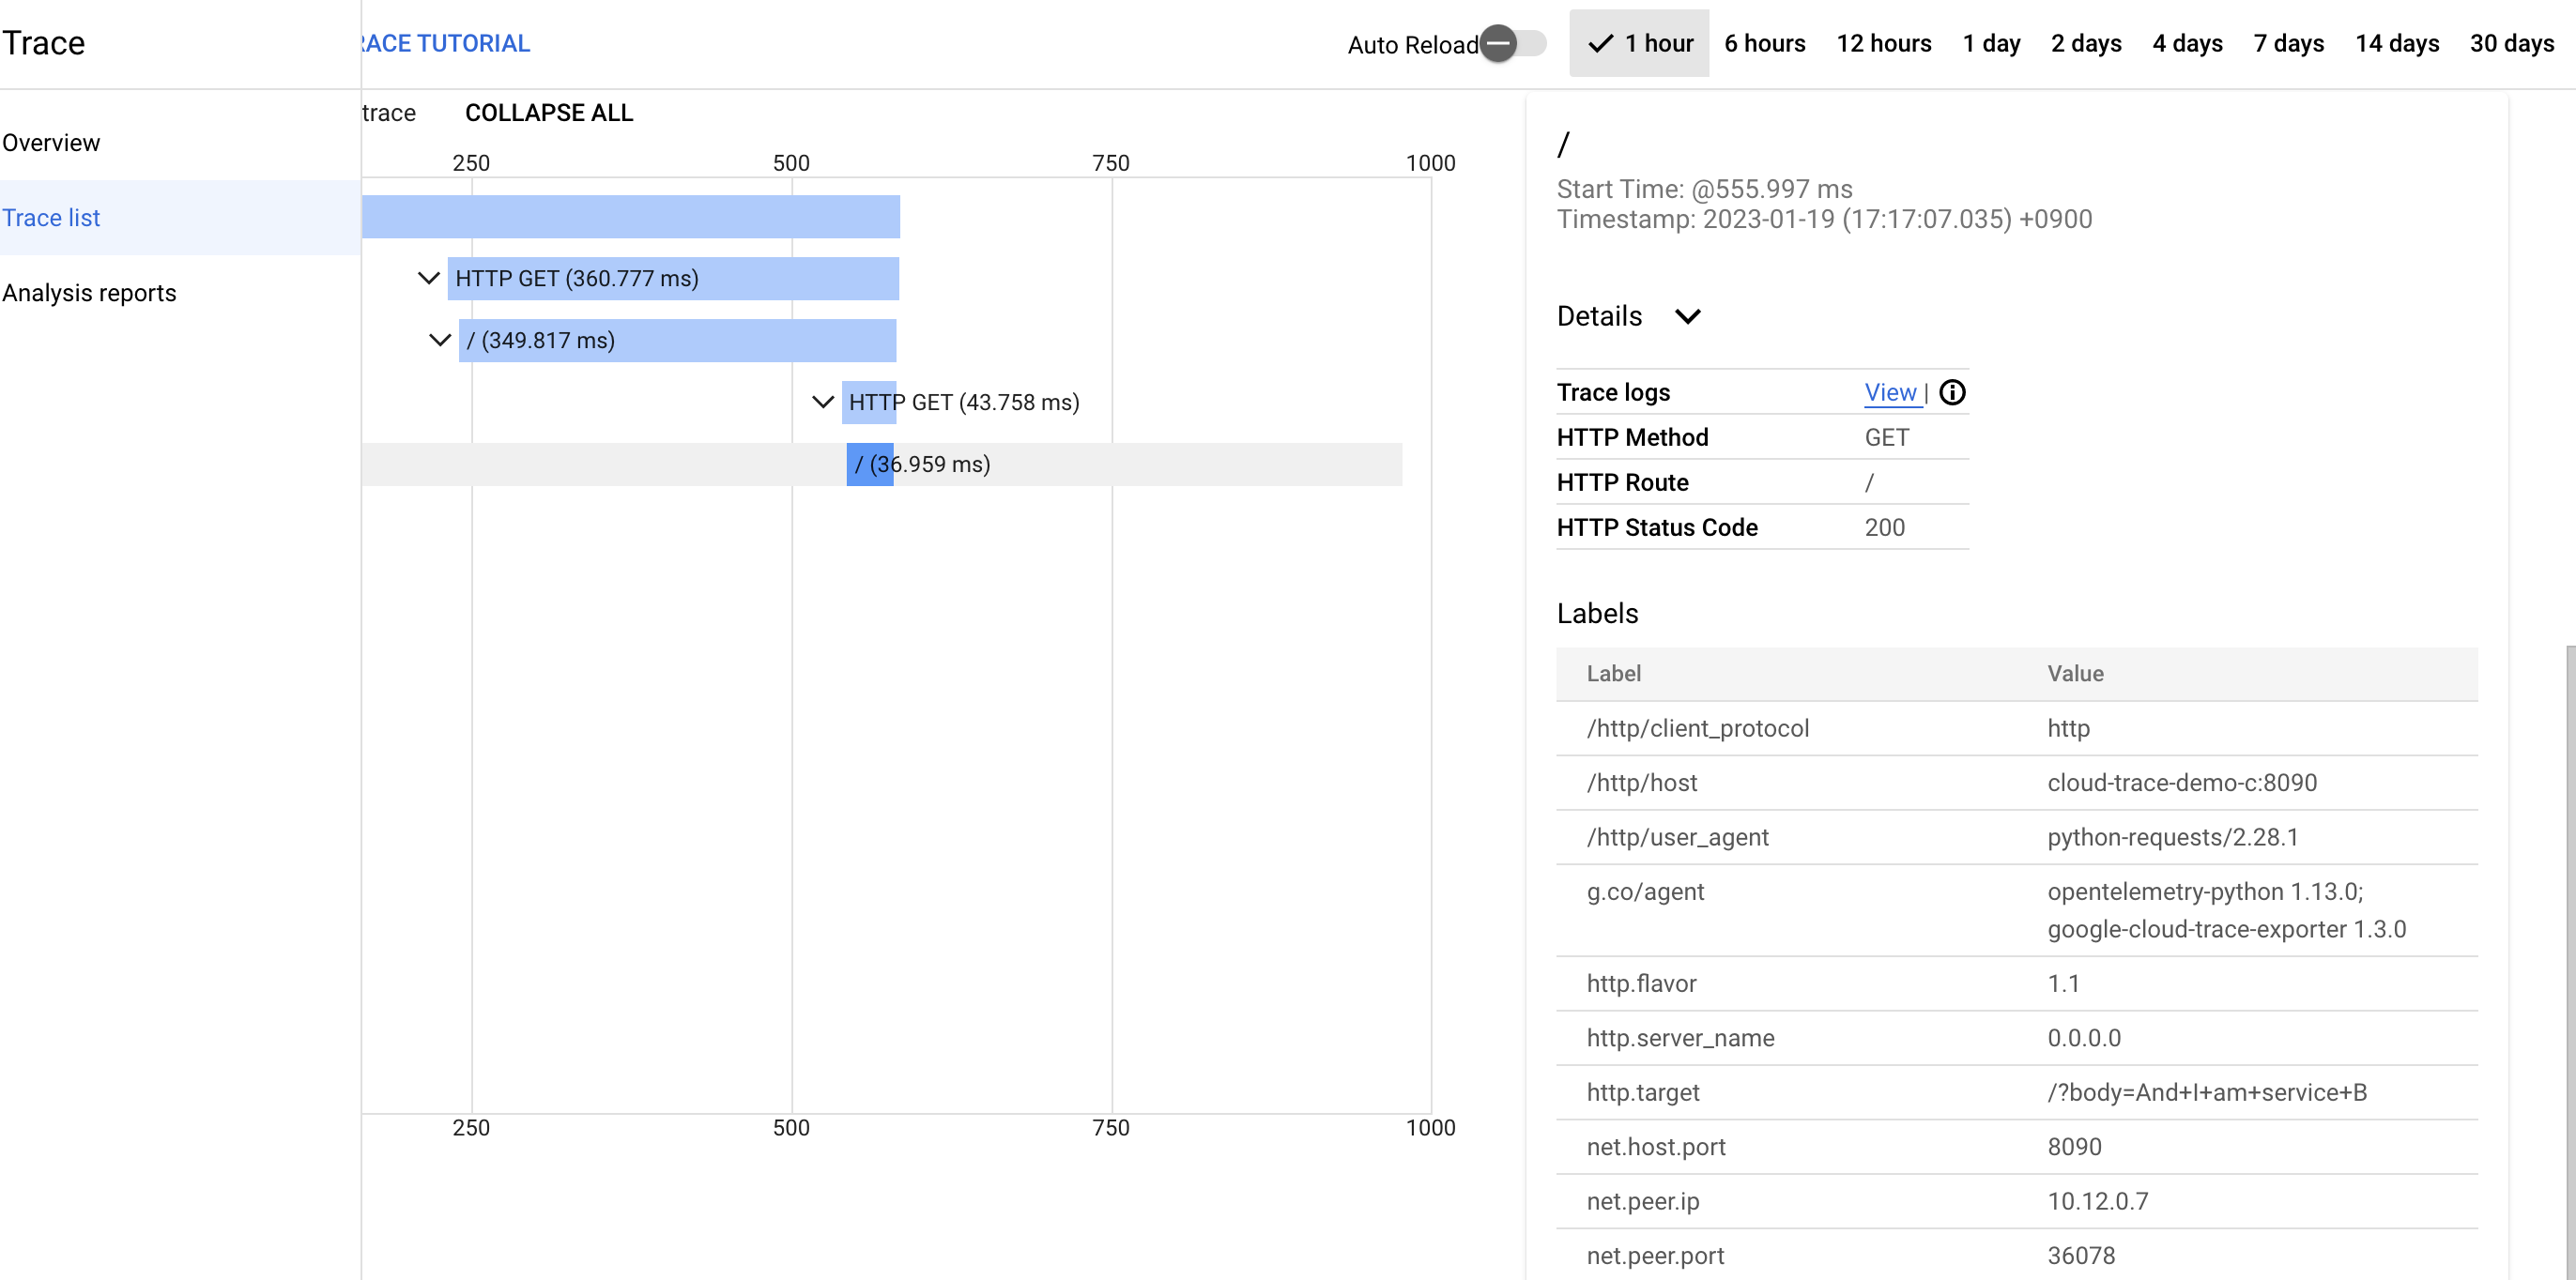 Trace
RACE TUTORIAL
Auto Reload
1 hour
6 hours
12 hours
1 day
2 days
4 days
7 days
14 days
30 days
Overview
Trace list
Analysis reports
trace
COLLAPSE ALL
250 500 750 1000
HTTP GET (360.777 ms)
/ (349.817 ms)
HTTP GET (43.758 ms)
/ (36.959 ms)
250 500 750 1000
/
Start Time: @555.997 ms
Timestamp: 2023-01-19 (17:17:07.035) +0900
Details
Trace logs View |
HTTP Method GET
HTTP Route /
HTTP Status Code 200
Labels
Label Value
/http/client_protocol http
/http/host cloud-trace-demo-c:8090
/http/user_agent python-requests/2.28.1
g.co/agent opentelemetry-python 1.13.0;
google-cloud-trace-exporter 1.3.0
http.flavor 1.1
http.server_name 0.0.0.0
http.target /?body=And+I+am+service+B
net.host.port 8090
net.peer.ip 10.12.0.7
net.peer.port 36078